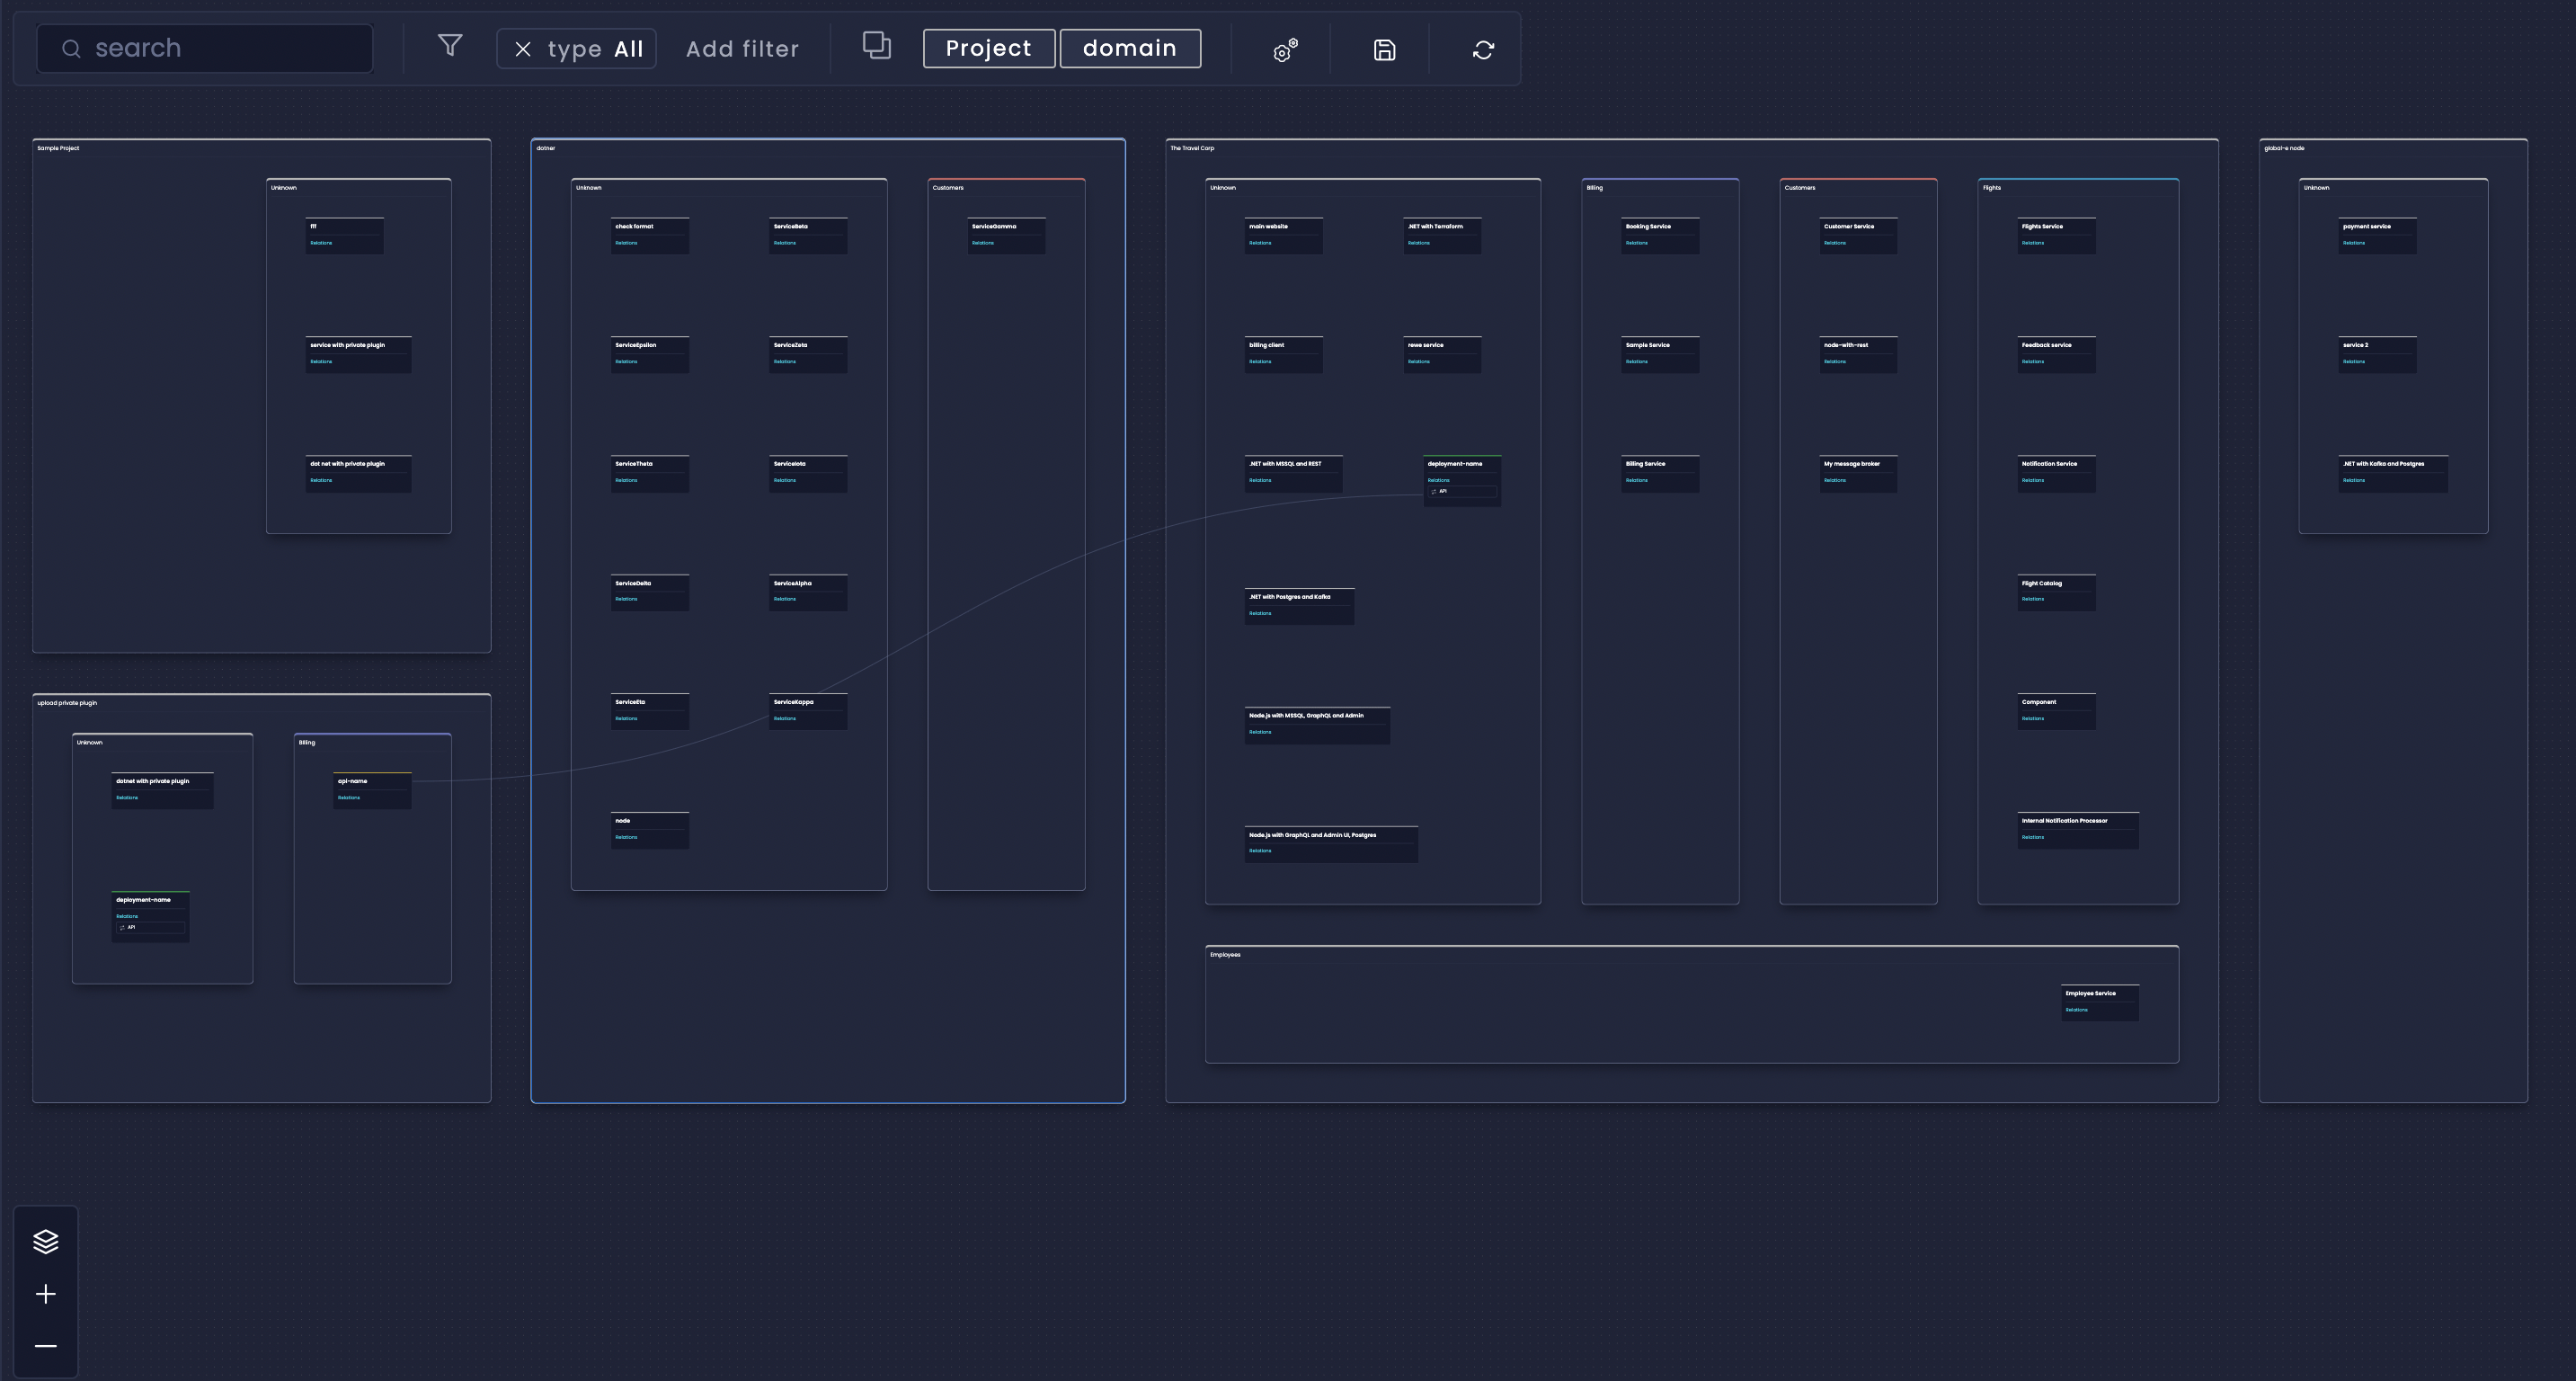 search
type All
Add filter
Project
domain
Sample Project
Unknown
fff
Relations
service with private plugin
Relations
dot net with private plugin
Relations
upload private plugin
Unknown
dotnet with private plugin
Relations
deployment-name
Relations
API
Billing
api-name
Relations
dotner
Unknown
check format
Relations
ServiceBeta
Relations
ServiceEpsilon
Relations
ServiceZeta
Relations
ServiceTheta
Relations
ServiceIota
Relations
ServiceDelta
Relations
ServiceAlpha
Relations
ServiceEta
Relations
ServiceKappa
Relations
node
Relations
Customers
ServiceGamma
Relations
The Travel Corp
Unknown
main website
Relations
.NET with Terraform
Relations
billing client
Relations
rewe service
Relations
.NET with MSSQL and REST
Relations
deployment-name
Relations
API
.NET with Postgres and Kafka
Relations
Node.js with MSSQL, GraphQL and Admin
Relations
Node.js with GraphQL and Admin UI, Postgres
Relations
Billing
Booking Service
Relations
Sample Service
Relations
Billing Service
Relations
Customers
Customer Service
Relations
node-with-rest
Relations
My message broker
Relations
Flights
Flights Service
Relations
Feedback service
Relations
Notification Service
Relations
Flight Catalog
Relations
Component
Relations
Internal Notification Processor
Relations
Employees
Employee Service
Relations
global-e node
Unknown
payment service
Relations
service 2
Relations
.NET with Kafka and Postgres
Relations